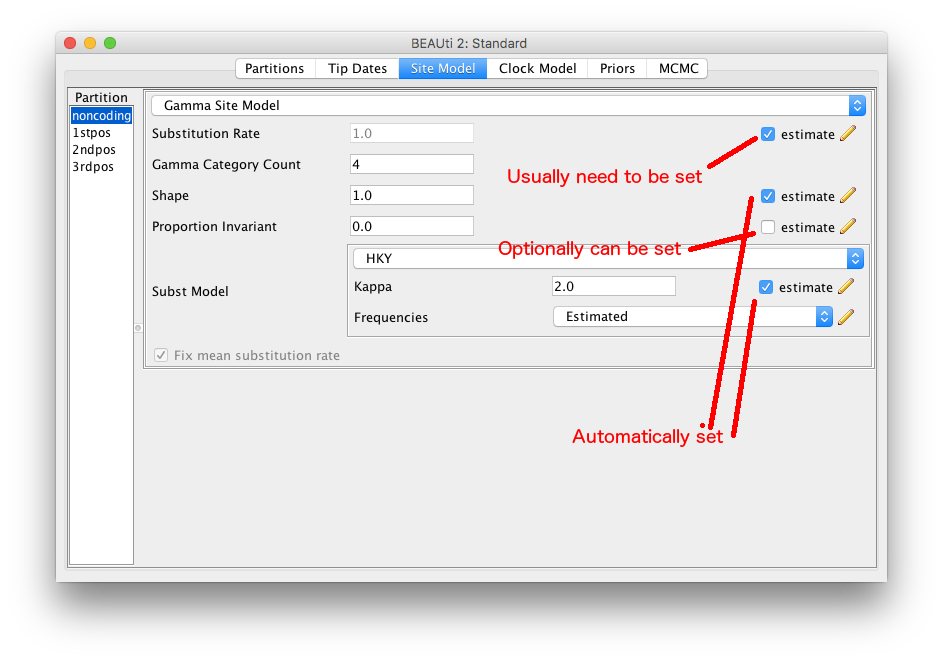 BEAUti 2: Standard
Partitions Tip Dates Site Model Clock Model Priors MCMC
Partition
noncoding
1stpos
2ndpos
3rdpos
Gamma Site Model
Substitution Rate 1.0 estimate
Gamma Category Count 4
Usually need to be set
Shape 1.0 estimate
Proportion Invariant 0.0 estimate
Optionally can be set
Subst Model
HKY
Kappa 2.0 estimate
Frequencies Estimated
Fix mean substitution rate
Automatically set